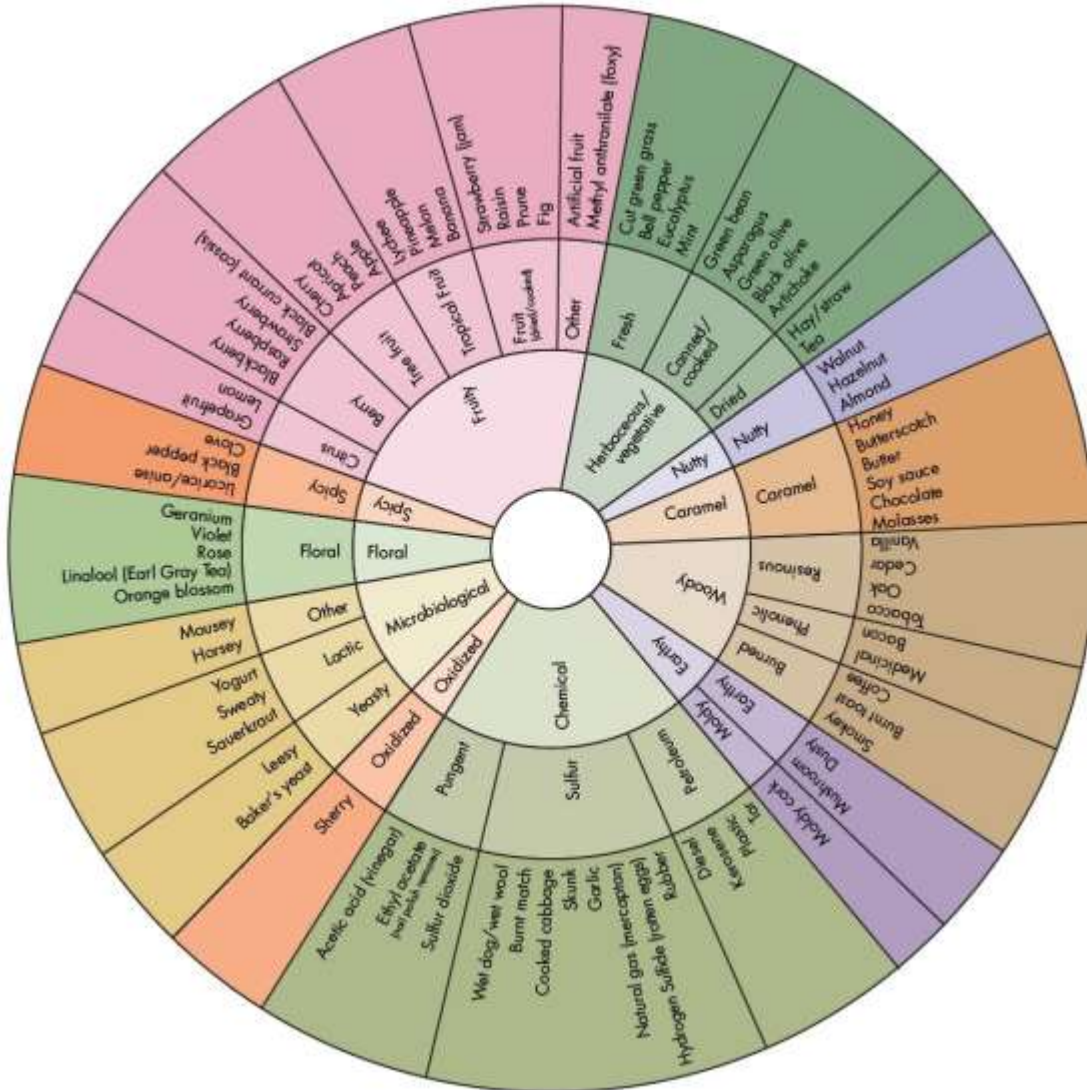 Fruity
Citrus
Grapefruit
Lemon
Berry
Blackberry
Raspberry
Strawberry
Black currant (cassis)
Tree fruit
Cherry
Apricot
Peach
Apple
Tropical Fruit
Lychee
Pineapple
Melon
Banana
Fruit
(dried/cooked)
Strawberry (jam)
Raisin
Prune
Fig
Other
Artificial fruit
Methyl anthranilate (foxy)
Herbaceous/
vegetative
Fresh
Cut green grass
Bell pepper
Eucalyptus
Mint
Canned/
cooked
Green bean
Asparagus
Green olive
Black olive
Artichoke
Dried
Hay/straw
Tea
Nutty
Nutty
Walnut
Hazelnut
Almond
Caramel
Caramel
Honey
Butterscotch
Butter
Soy sauce
Chocolate
Molasses
Woody
Resinous
Vanilla
Cedar
Oak
Tobacco
Phenolic
Bacon
Medicinal
Burned
Coffee
Burnt toast
Smokey
Earthy
Earthy
Dusty
Mushroom
Moldy
Moldy cork
Chemical
Petroleum
Tar
Plastic
Kerosene
Diesel
Sulfur
Rubber
Hydrogen Sulfide (rotten eggs)
Natural gas (mercaptan)
Garlic
Skunk
Cooked cabbage
Burnt match
Wet dog/wet wool
Pungent
Sulfur dioxide
Ethyl acetate
(nail polish remover)
Acetic acid (vinegar)
Oxidized
Oxidized
Sherry
Microbiological
Yeasty
Baker's yeast
Leesy
Lactic
Sauerkraut
Sweaty
Yogurt
Other
Horsey
Mousey
Floral
Floral
Orange blossom
Linalool (Earl Gray Tea)
Rose
Violet
Geranium
Spicy
Spicy
Licorice/anise
Black pepper
Clove